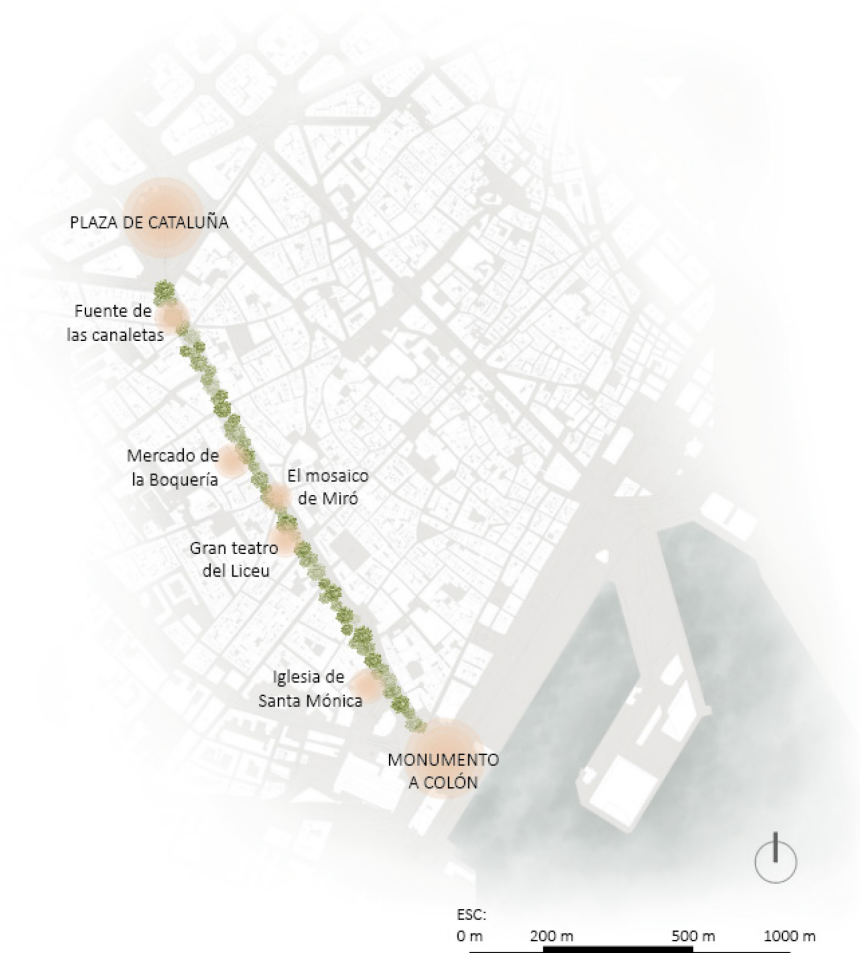 PLAZA DE CATALUÑA
Fuente de
las canaletas
Mercado de
la Boquería
El mosaico
de Miró
Gran teatro
del Liceu
Iglesia de
Santa Mónica
MONUMENTO
A COLÓN
ESC:
0 m 200 m 500 m 1000 m